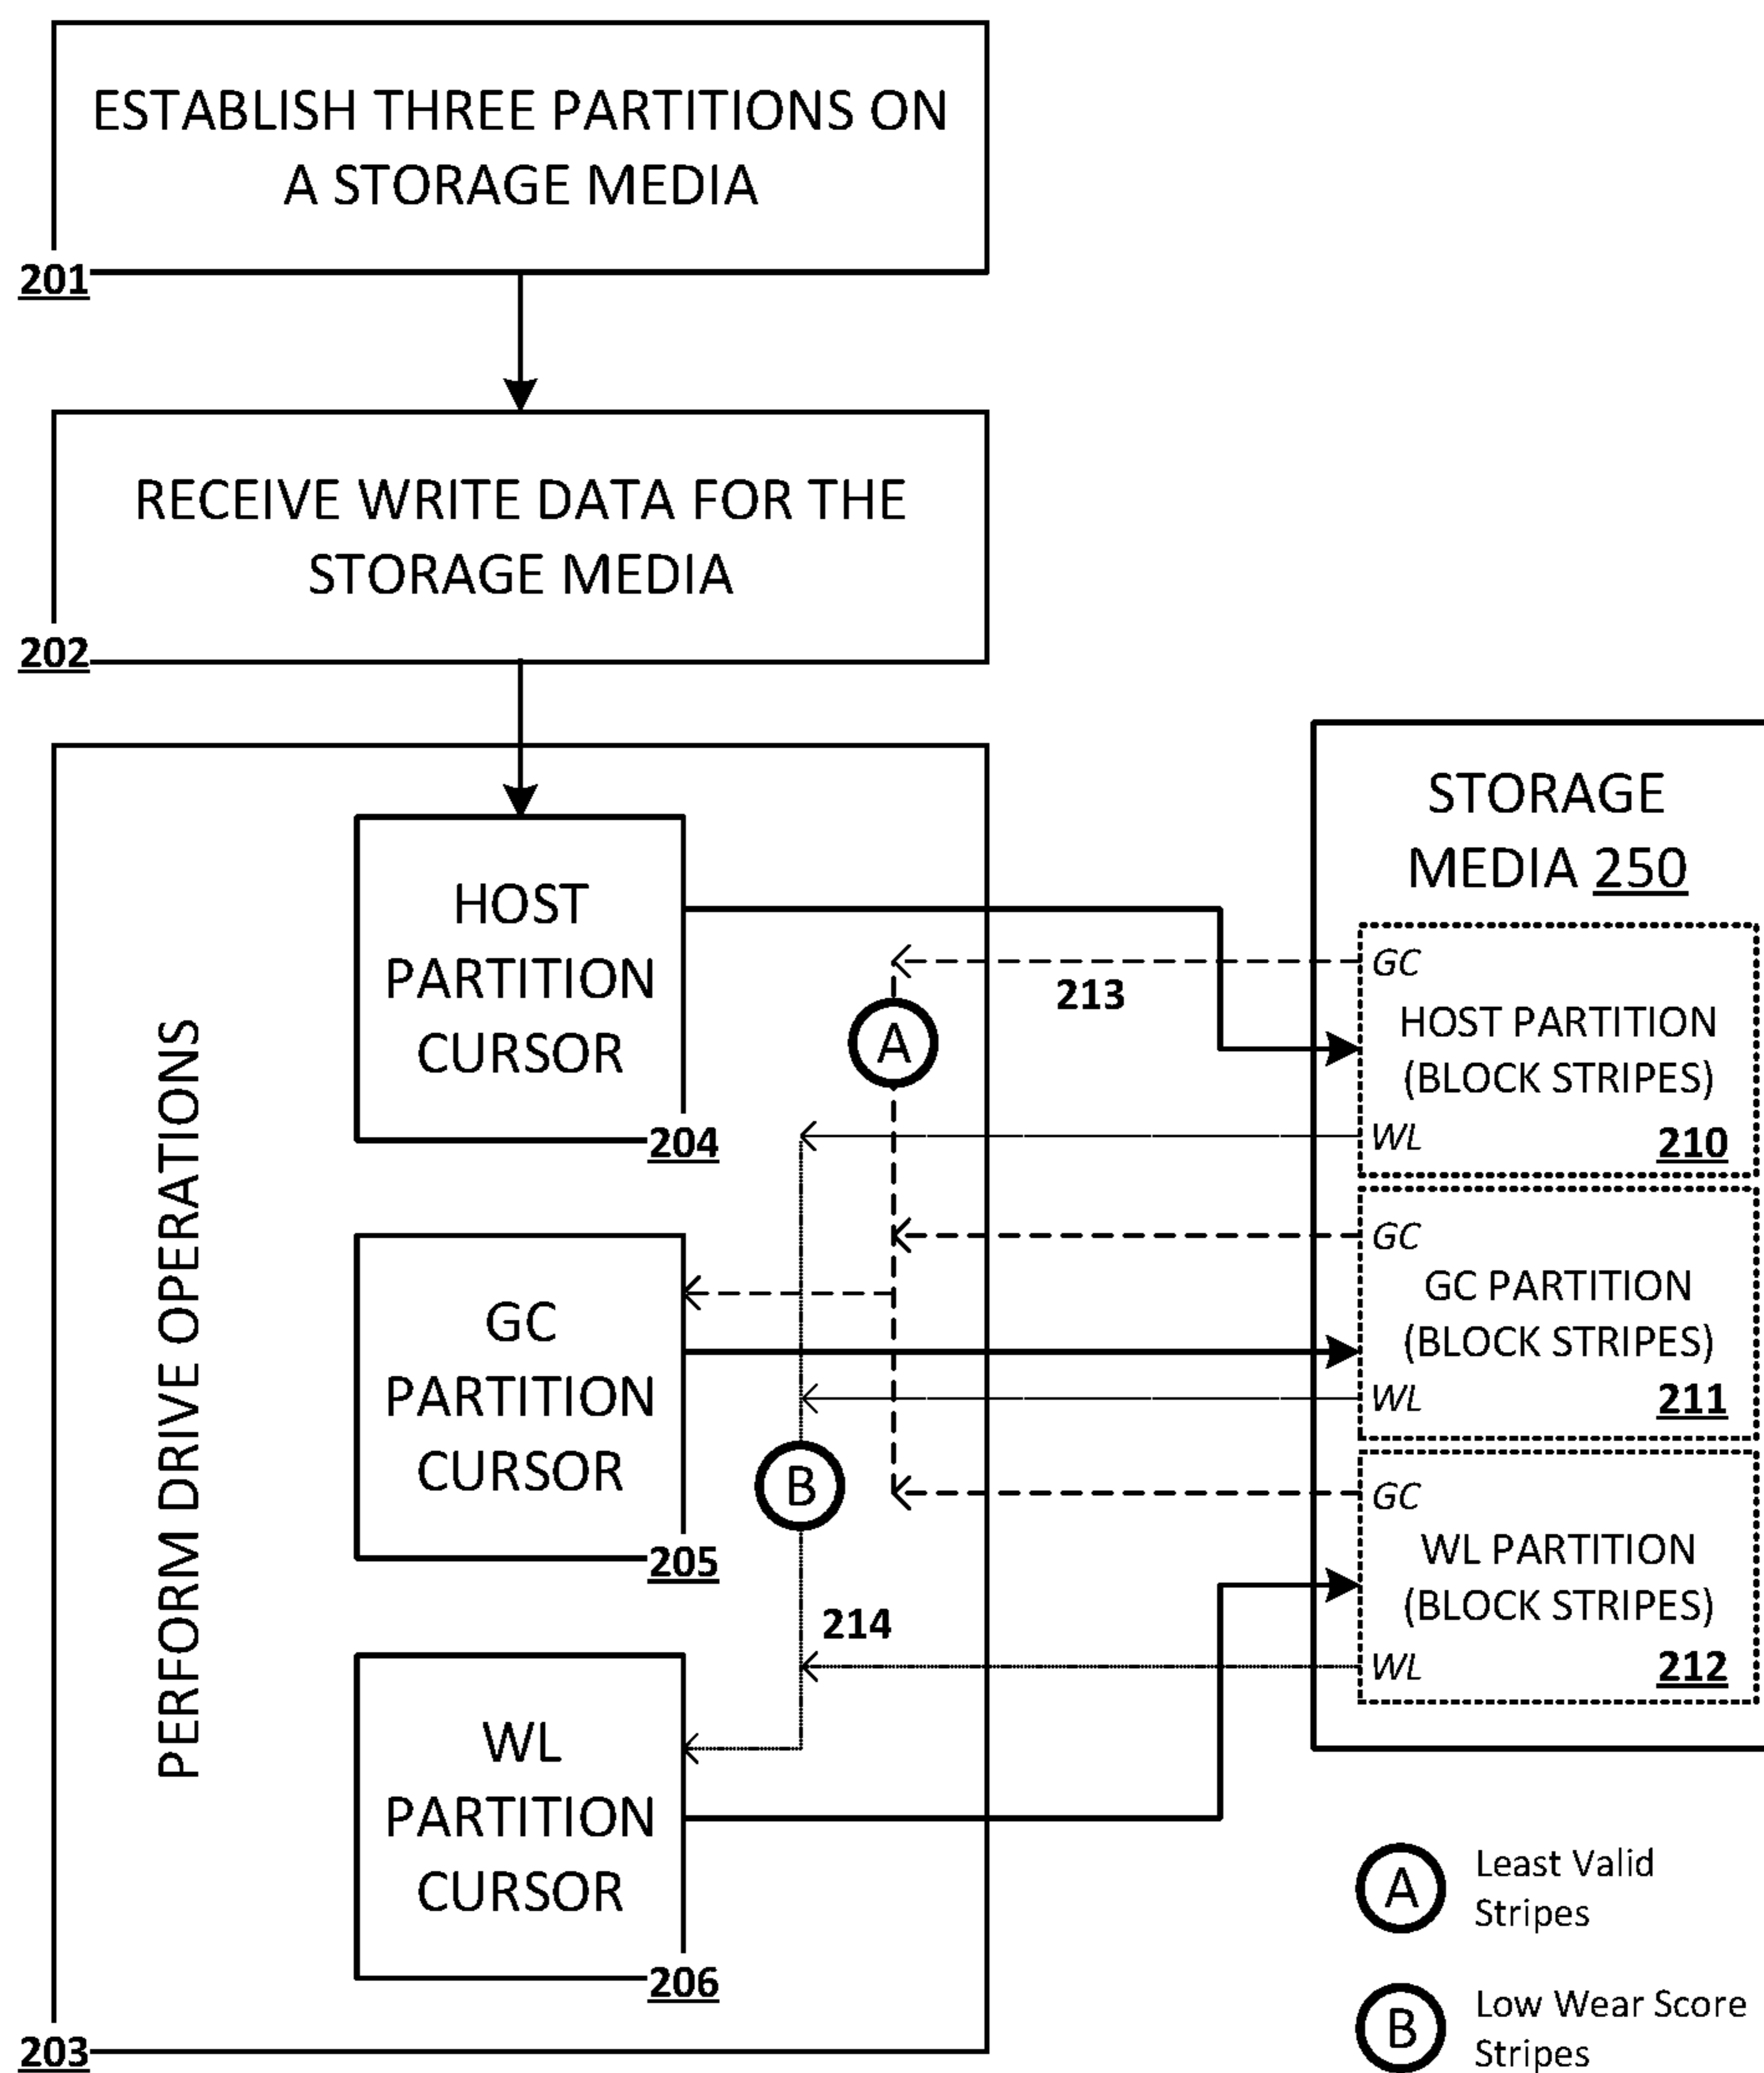 ESTABLISH THREE PARTITIONS ON
A STORAGE MEDIA
201
RECEIVE WRITE DATA FOR THE
STORAGE MEDIA
202
PERFORM DRIVE OPERATIONS
203
HOST
PARTITION
CURSOR
204
GC
PARTITION
CURSOR
205
WL
PARTITION
CURSOR
206
A
B
213
214
STORAGE
MEDIA 250
GC
HOST PARTITION
(BLOCK STRIPES)
WL
210
GC
GC PARTITION
(BLOCK STRIPES)
WL
211
GC
WL PARTITION
(BLOCK STRIPES)
WL
212
A
Least Valid
Stripes
B
Low Wear Score
Stripes